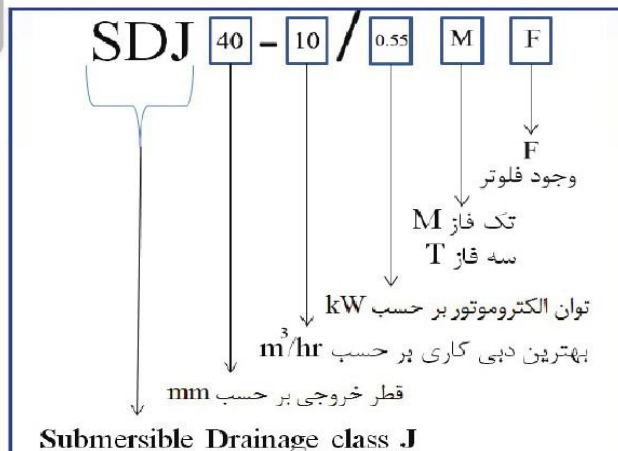 SDJ 40 - 10 / 0.55 M F
F
وجود فلوتر
تک فاز M
سه فاز T
توان الکتروموتور بر حسب kW
بهترین دبی کاری بر حسب m³/hr
قطر خروجی بر حسب mm
Submersible Drainage class J